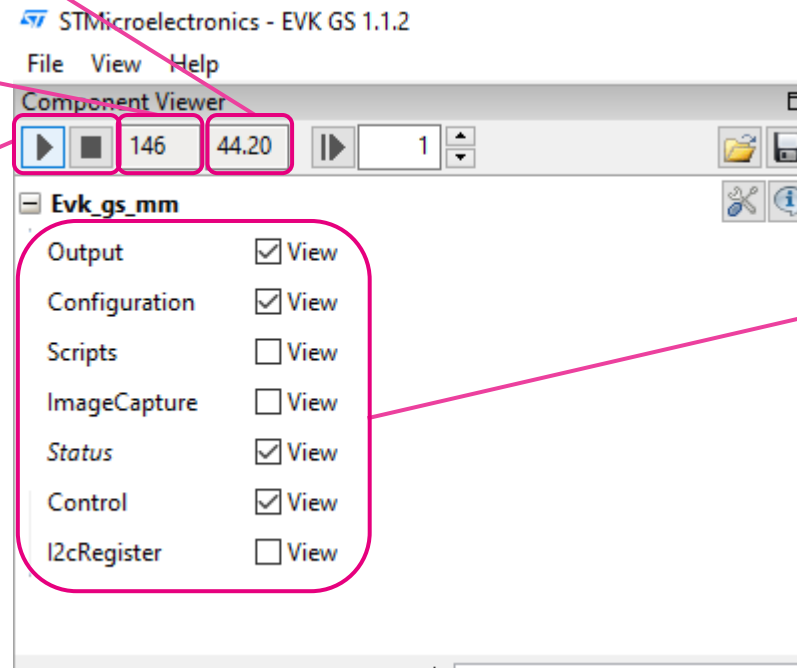 STMicroelectronics - EVK GS 1.1.2
File View Help
Component Viewer
146 44.20 1
Evk_gs_mm
Output View
Configuration View
Scripts View
ImageCapture View
Status View
Control View
I2cRegister View